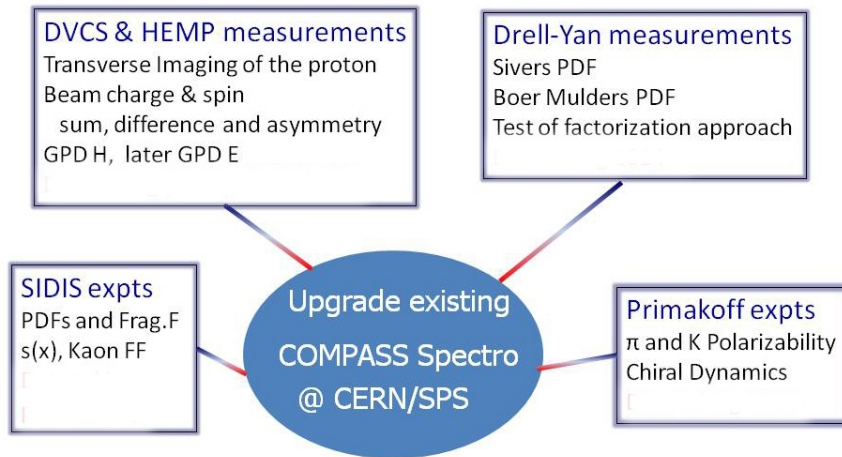 DVCS & HEMP measurements
Transverse Imaging of the proton
Beam charge & spin
sum, difference and asymmetry
GPD H, later GPD E
Drell-Yan measurements
Sivers PDF
Boer Mulders PDF
Test of factorization approach
SIDIS expts
PDFs and Frag.F
s(x), Kaon FF
Upgrade existing
COMPASS Spectro
@ CERN/SPS
Primakoff expts
π and K Polarizability
Chiral Dynamics